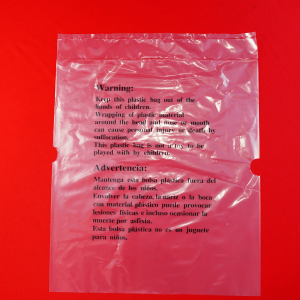 Warning:
Keep this plastic bag out of the
hands of children.
Wrapping of plastic material
around the head and nose or mouth
can cause personal injury or death by
suffocation.
This plastic bag is not a toy to be
played with by children.
Advertencia:
Mantenga esta bolsa plástica fuera del
alcance de los niños.
Envolver la cabeza, la nariz o la boca
con material plástico puede provocar
lesiones físicas e incluso ocasionar la
muerte por asfixia.
Esta bolsa plástica no es un juguete
para niños.